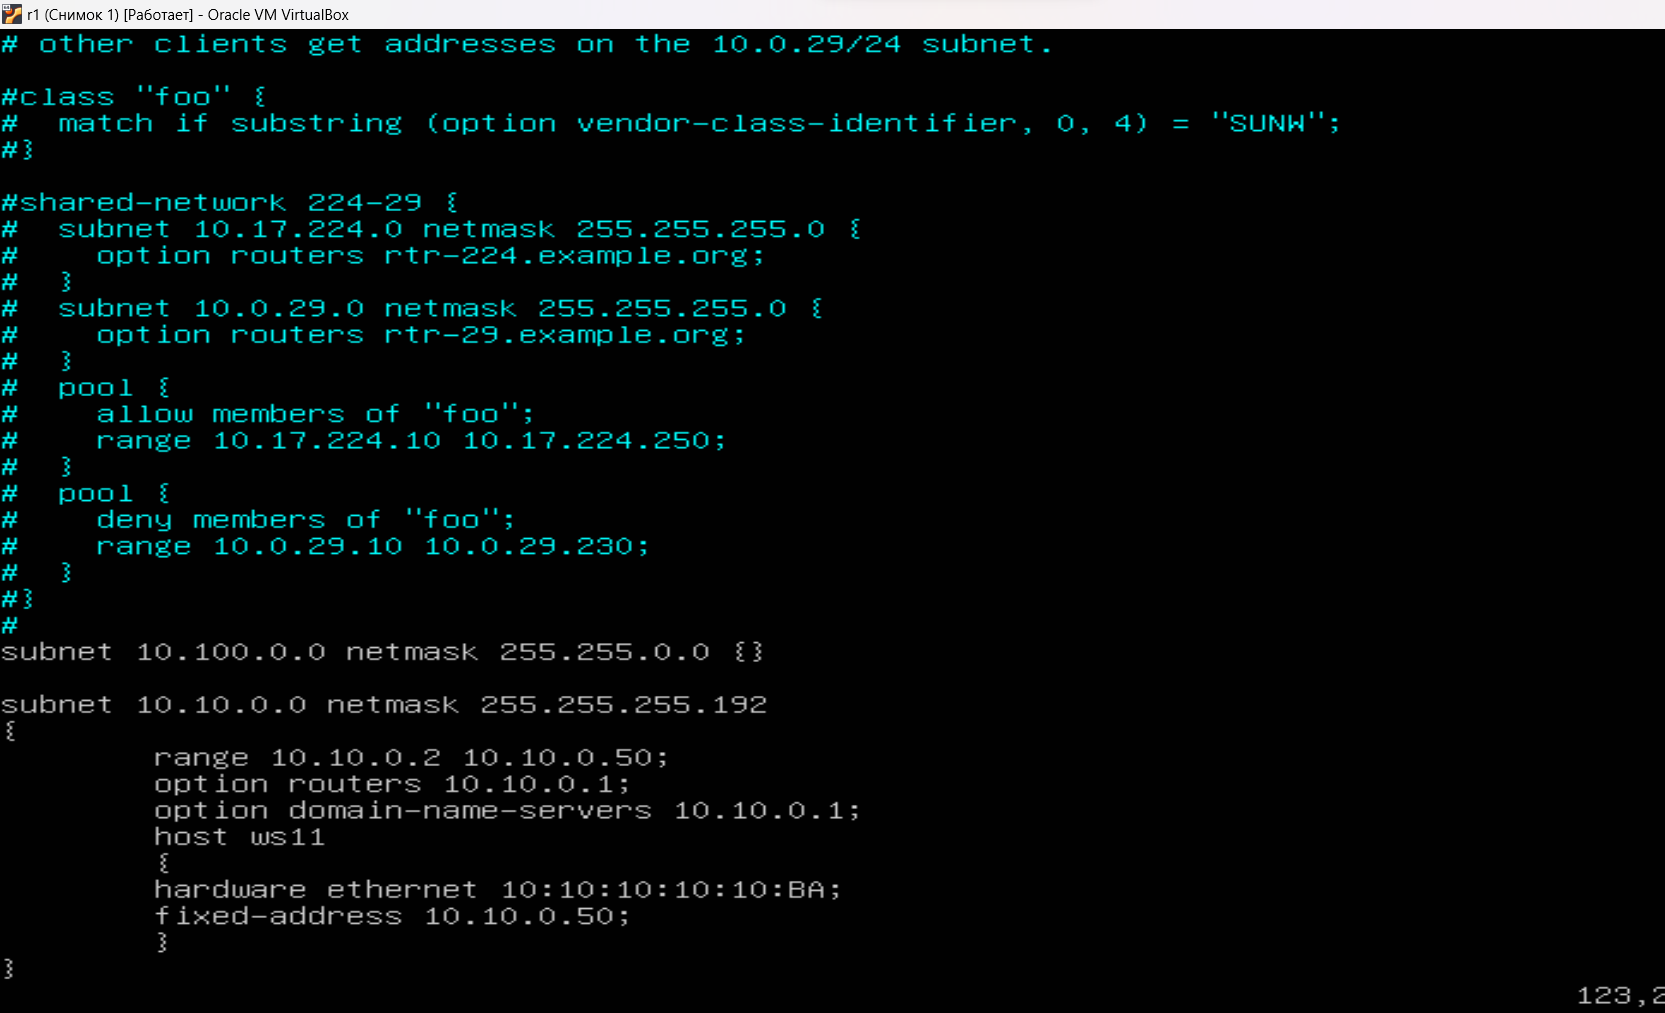 r1 (Снимок 1) [Работает] - Oracle VM VirtualBox
# other clients get addresses on the 10.0.29/24 subnet.
#class "foo" {
#  match if substring (option vendor-class-identifier, 0, 4) = "SUNW";
#}
#shared-network 224-29 {
#  subnet 10.17.224.0 netmask 255.255.255.0 {
#    option routers rtr-224.example.org;
#  }
#  subnet 10.0.29.0 netmask 255.255.255.0 {
#    option routers rtr-29.example.org;
#  }
#  pool {
#    allow members of "foo";
#    range 10.17.224.10 10.17.224.250;
#  }
#  pool {
#    deny members of "foo";
#    range 10.0.29.10 10.0.29.230;
#  }
#}
#
subnet 10.100.0.0 netmask 255.255.0.0 {}
subnet 10.10.0.0 netmask 255.255.255.192
{
        range 10.10.0.2 10.10.0.50;
        option routers 10.10.0.1;
        option domain-name-servers 10.10.0.1;
        host ws11
        {
        hardware ethernet 10:10:10:10:10:BA;
        fixed-address 10.10.0.50;
        }
}
123,2